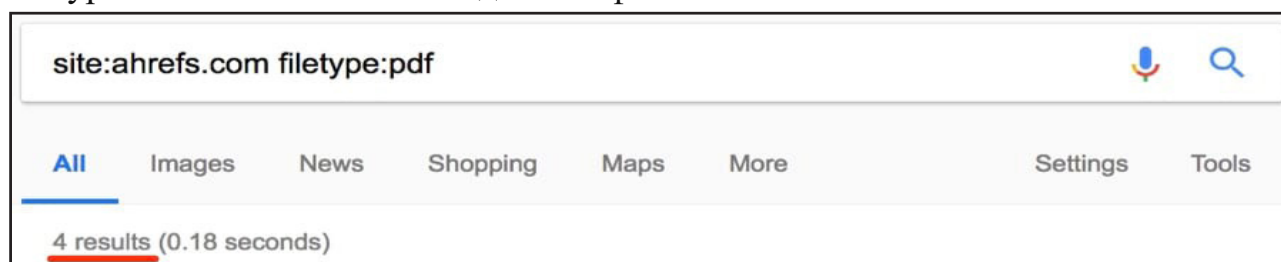 site:ahrefs.com filetype:pdf
All Images News Shopping Maps More Settings Tools
4 results (0.18 seconds)